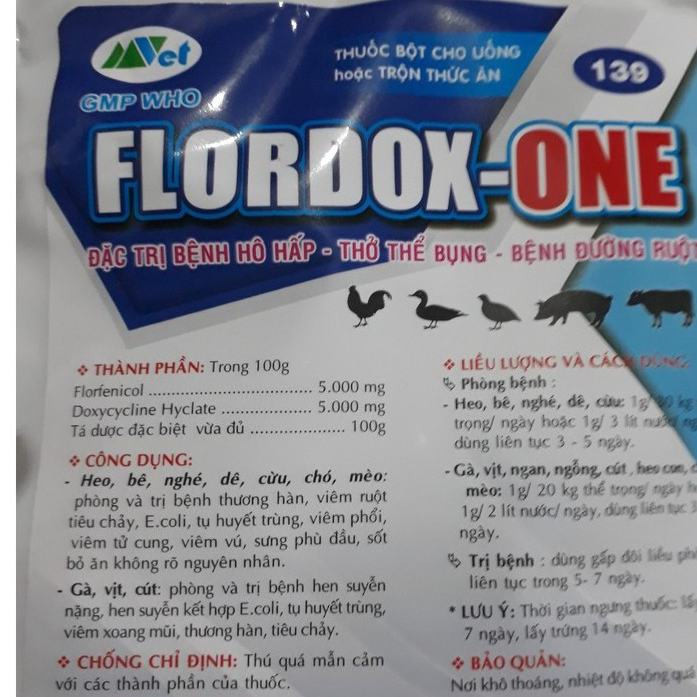 MVet
GMP WHO
THUỐC BỘT CHO UỐNG
hoặc TRỘN THỨC ĂN
139
FLORDOX-ONE
ĐẶC TRỊ BỆNH HÔ HẤP - THỞ THỂ BỤNG - BỆNH ĐƯỜNG RUỘT
❖ THÀNH PHẦN: Trong 100g
Florfenicol ................................. 5.000 mg
Doxycycline Hyclate .................. 5.000 mg
Tá dược đặc biệt vừa đủ ................... 100g
❖ CÔNG DỤNG:
- Heo, bê, nghé, dê, cừu, chó, mèo:
phòng và trị bệnh thương hàn, viêm ruột
tiêu chảy, E.coli, tụ huyết trùng, viêm phổi,
viêm tử cung, viêm vú, sưng phù đầu, sốt
bỏ ăn không rõ nguyên nhân.
- Gà, vịt, cút: phòng và trị bệnh hen suyễn
nặng, hen suyễn kết hợp E.coli, tụ huyết trùng,
viêm xoang mũi, thương hàn, tiêu chảy.
❖ CHỐNG CHỈ ĐỊNH: Thú quá mẫn cảm
với các thành phần của thuốc.
❖ LIỀU LƯỢNG VÀ CÁCH DÙNG:
Phòng bệnh :
- Heo, bê, nghé, dê, cừu: 1g/ kg
trọng/ ngày hoặc 1g/ 3 lít nước/
dùng liên tục 3 - 5 ngày.
- Gà, vịt, ngan, ngỗng, cút, heo con,
mèo: 1g/ 20 kg thể trọng/ ngày
1g/ 2 lít nước/ ngày, dùng liên tục 3
ngày.
Trị bệnh : dùng gấp đôi liều
liên tục trong 5- 7 ngày.
* LƯU Ý: Thời gian ngưng thuốc:
7 ngày, lấy trứng 14 ngày.
❖ BẢO QUẢN:
Nơi khô thoáng, nhiệt độ không quá